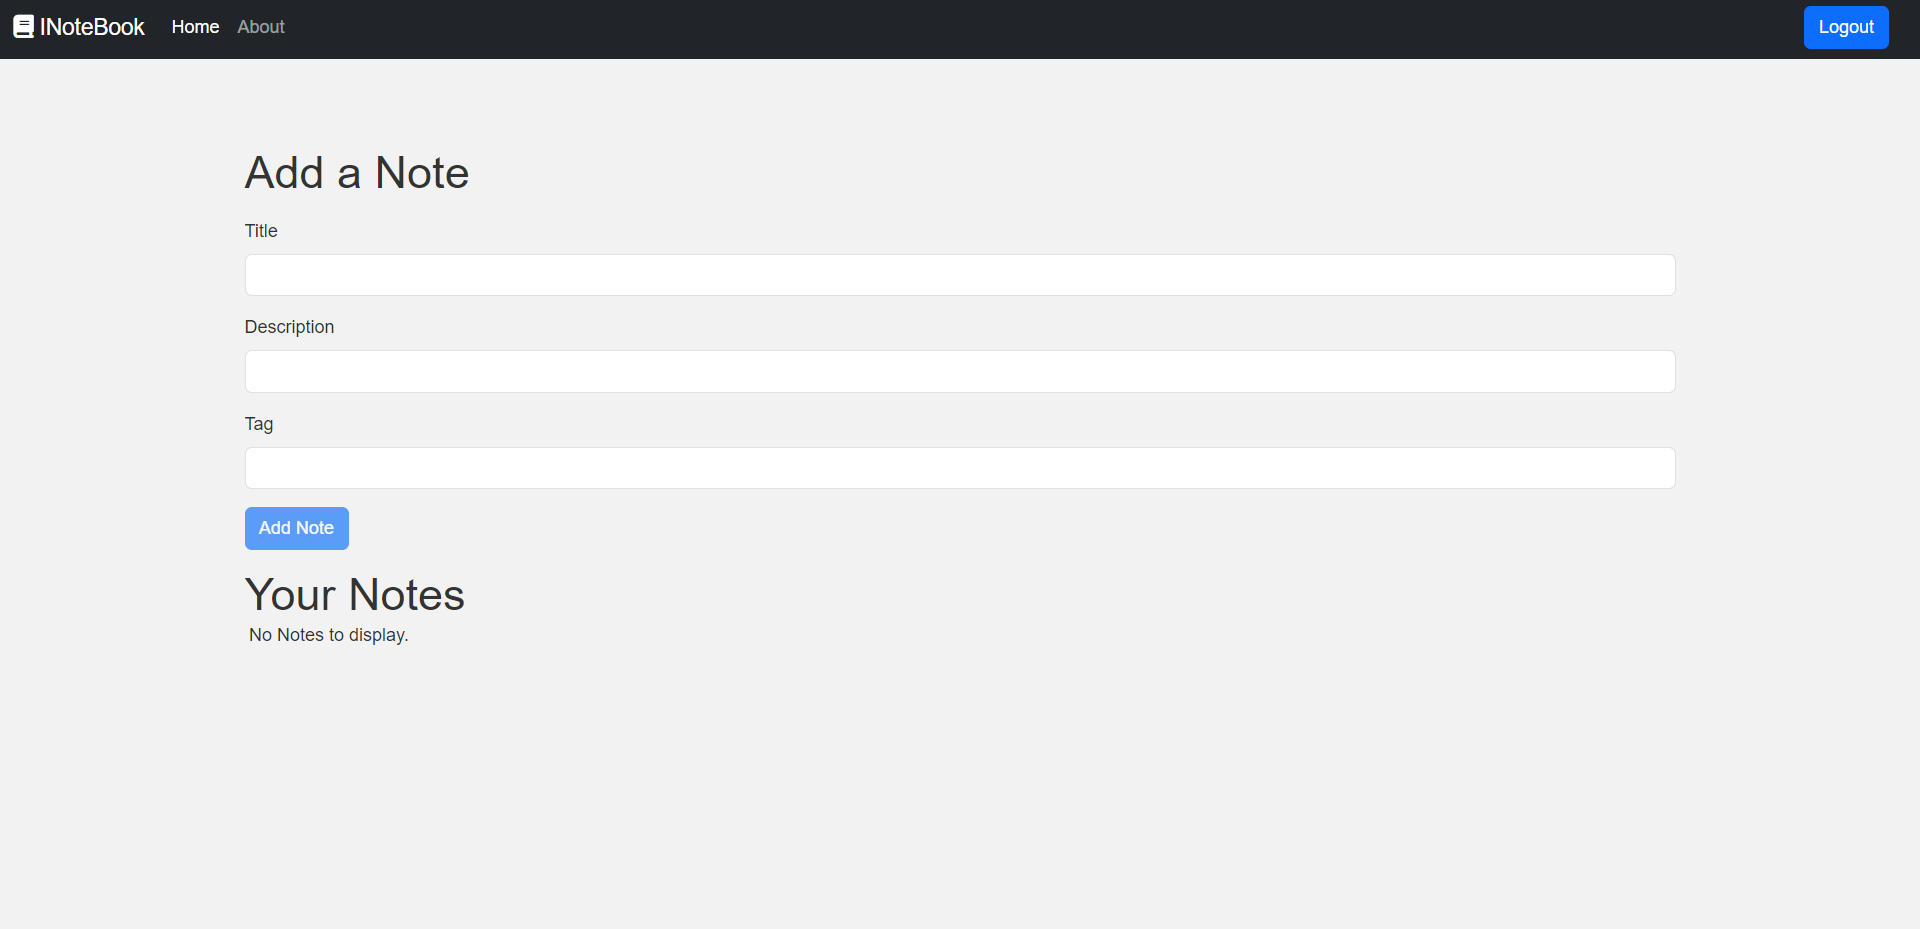 INoteBook Home About Logout
Add a Note
Title
Description
Tag
Add Note
Your Notes
No Notes to display.